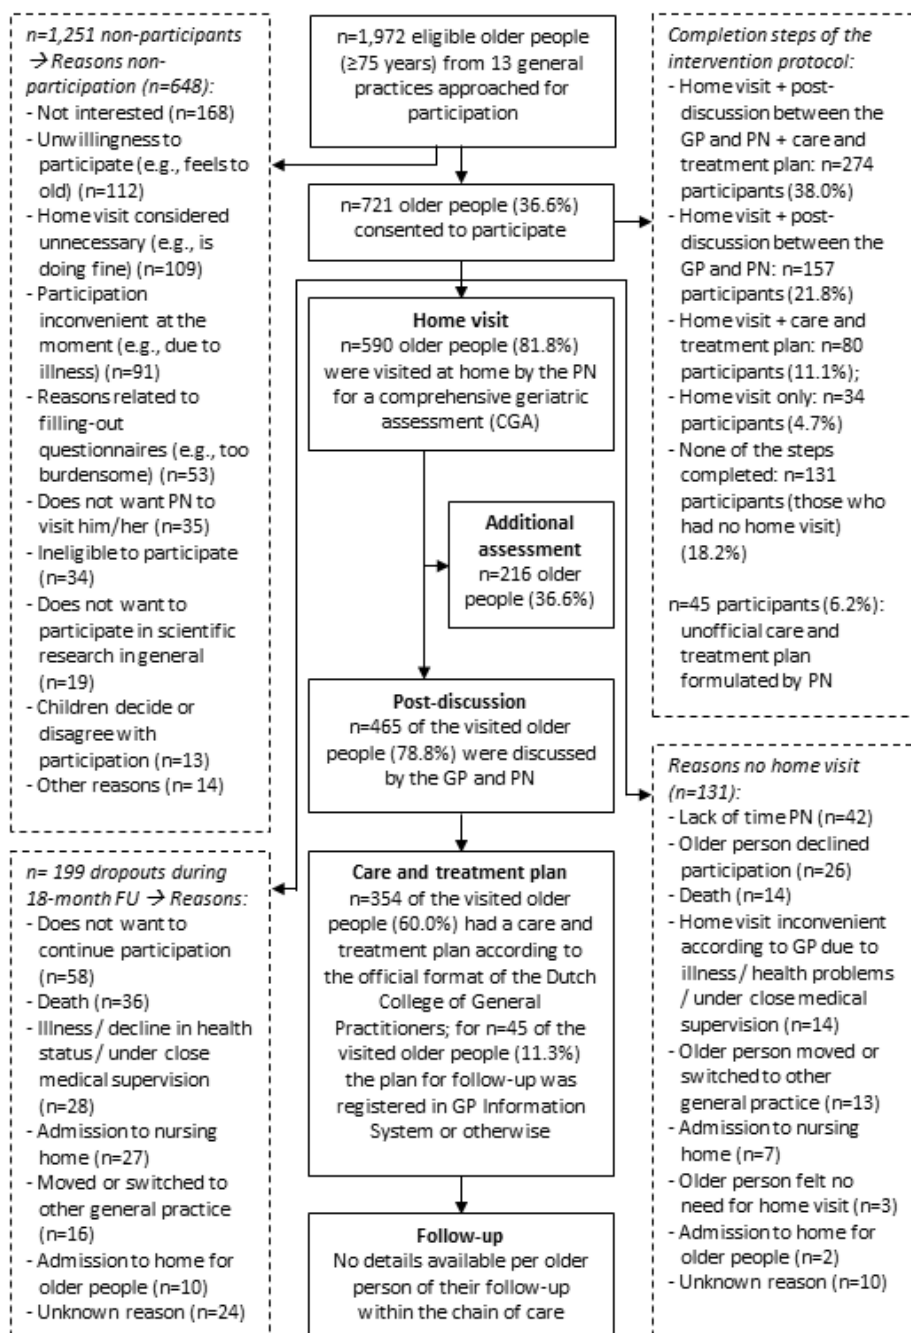 n=1,251 non-participants
→ Reasons non-
participation (n=648):
- Not interested (n=168)
- Unwillingness to
participate (e.g., feels to
old) (n=112)
- Home visit considered
unnecessary (e.g., is
doing fine) (n=109)
- Participation
inconvenient at the
moment (e.g., due to
illness) (n=91)
- Reasons related to
filling-out
questionnaires (e.g., too
burdensome) (n=53)
- Does not want PN to
visit him/her (n=35)
- Ineligible to participate
(n=34)
- Does not want to
participate in scientific
research in general
(n=19)
- Children decide or
disagree with
participation (n=13)
- Other reasons (n= 14)
n= 199 dropouts during
18-month FU → Reasons:
- Does not want to
continue participation
(n=58)
- Death (n=36)
- Illness / decline in health
status / under close
medical supervision
(n=28)
- Admission to nursing
home (n=27)
- Moved or switched to
other general practice
(n=16)
- Admission to home for
older people (n=10)
- Unknown reason (n=24)
n=1,972 eligible older people
(≥75 years) from 13 general
practices approached for
participation
n=721 older people (36.6%)
consented to participate
Home visit
n=590 older people (81.8%)
were visited at home by the PN
for a comprehensive geriatric
assessment (CGA)
Additional
assessment
n=216 older
people (36.6%)
Post-discussion
n=465 of the visited older
people (78.8%) were discussed
by the GP and PN
Care and treatment plan
n=354 of the visited older
people (60.0%) had a care and
treatment plan according to
the official format of the Dutch
College of General
Practitioners; for n=45 of the
visited older people (11.3%)
the plan for follow-up was
registered in GP Information
System or otherwise
Follow-up
No details available per older
person of their follow-up
within the chain of care
Completion steps of the
intervention protocol:
- Home visit + post-
discussion between the
GP and PN + care and
treatment plan: n=274
participants (38.0%)
- Home visit + post-
discussion between the
GP and PN: n=157
participants (21.8%)
- Home visit + care and
treatment plan: n=80
participants (11.1%);
- Home visit only: n=34
participants (4.7%)
- None of the steps
completed: n=131
participants (those who
had no home visit)
(18.2%)
n=45 participants (6.2%):
unofficial care and
treatment plan
formulated by PN
Reasons no home visit
(n=131):
- Lack of time PN (n=42)
- Older person declined
participation (n=26)
- Death (n=14)
- Home visit inconvenient
according to GP due to
illness / health problems
/ under close medical
supervision (n=14)
- Older person moved or
switched to other
general practice (n=13)
- Admission to nursing
home (n=7)
- Older person felt no
need for home visit (n=3)
- Admission to home for
older people (n=2)
- Unknown reason (n=10)